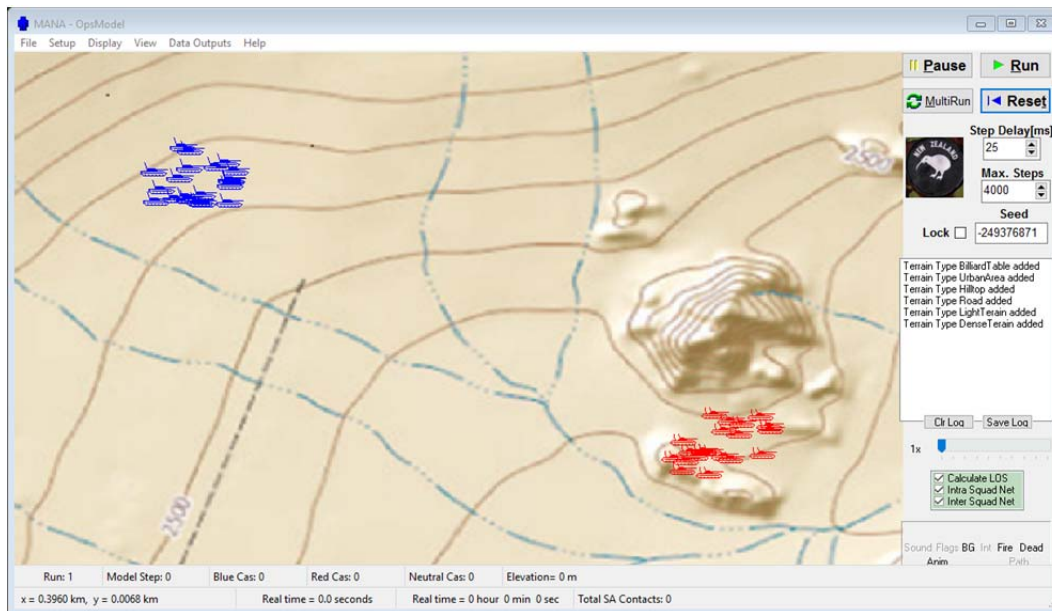 MANA - OpsModel
File Setup Display View Data Outputs Help
Pause Run
MultiRun Reset
Step Delay[ms]
25
NEW ZEALAND
Max. Steps
4000
Seed
Lock -249376871
2500
Terrain Type BilliardTable added
Terrain Type UrbanArea added
Terrain Type Hilltop added
Terrain Type Road added
Terrain Type LightTerain added
Terrain Type DenseTerain added
Clr Log Save Log
1x
Calculate LOS
Intra Squad Net
Inter Squad Net
2500
Sound Flags BG Int Fire Dead
Anim Path
Run: 1 Model Step: 0 Blue Cas: 0 Red Cas: 0 Neutral Cas: 0 Elevation= 0 m
x = 0.3960 km, y = 0.0068 km Real time = 0.0 seconds Real time = 0 hour 0 min 0 sec Total SA Contacts: 0